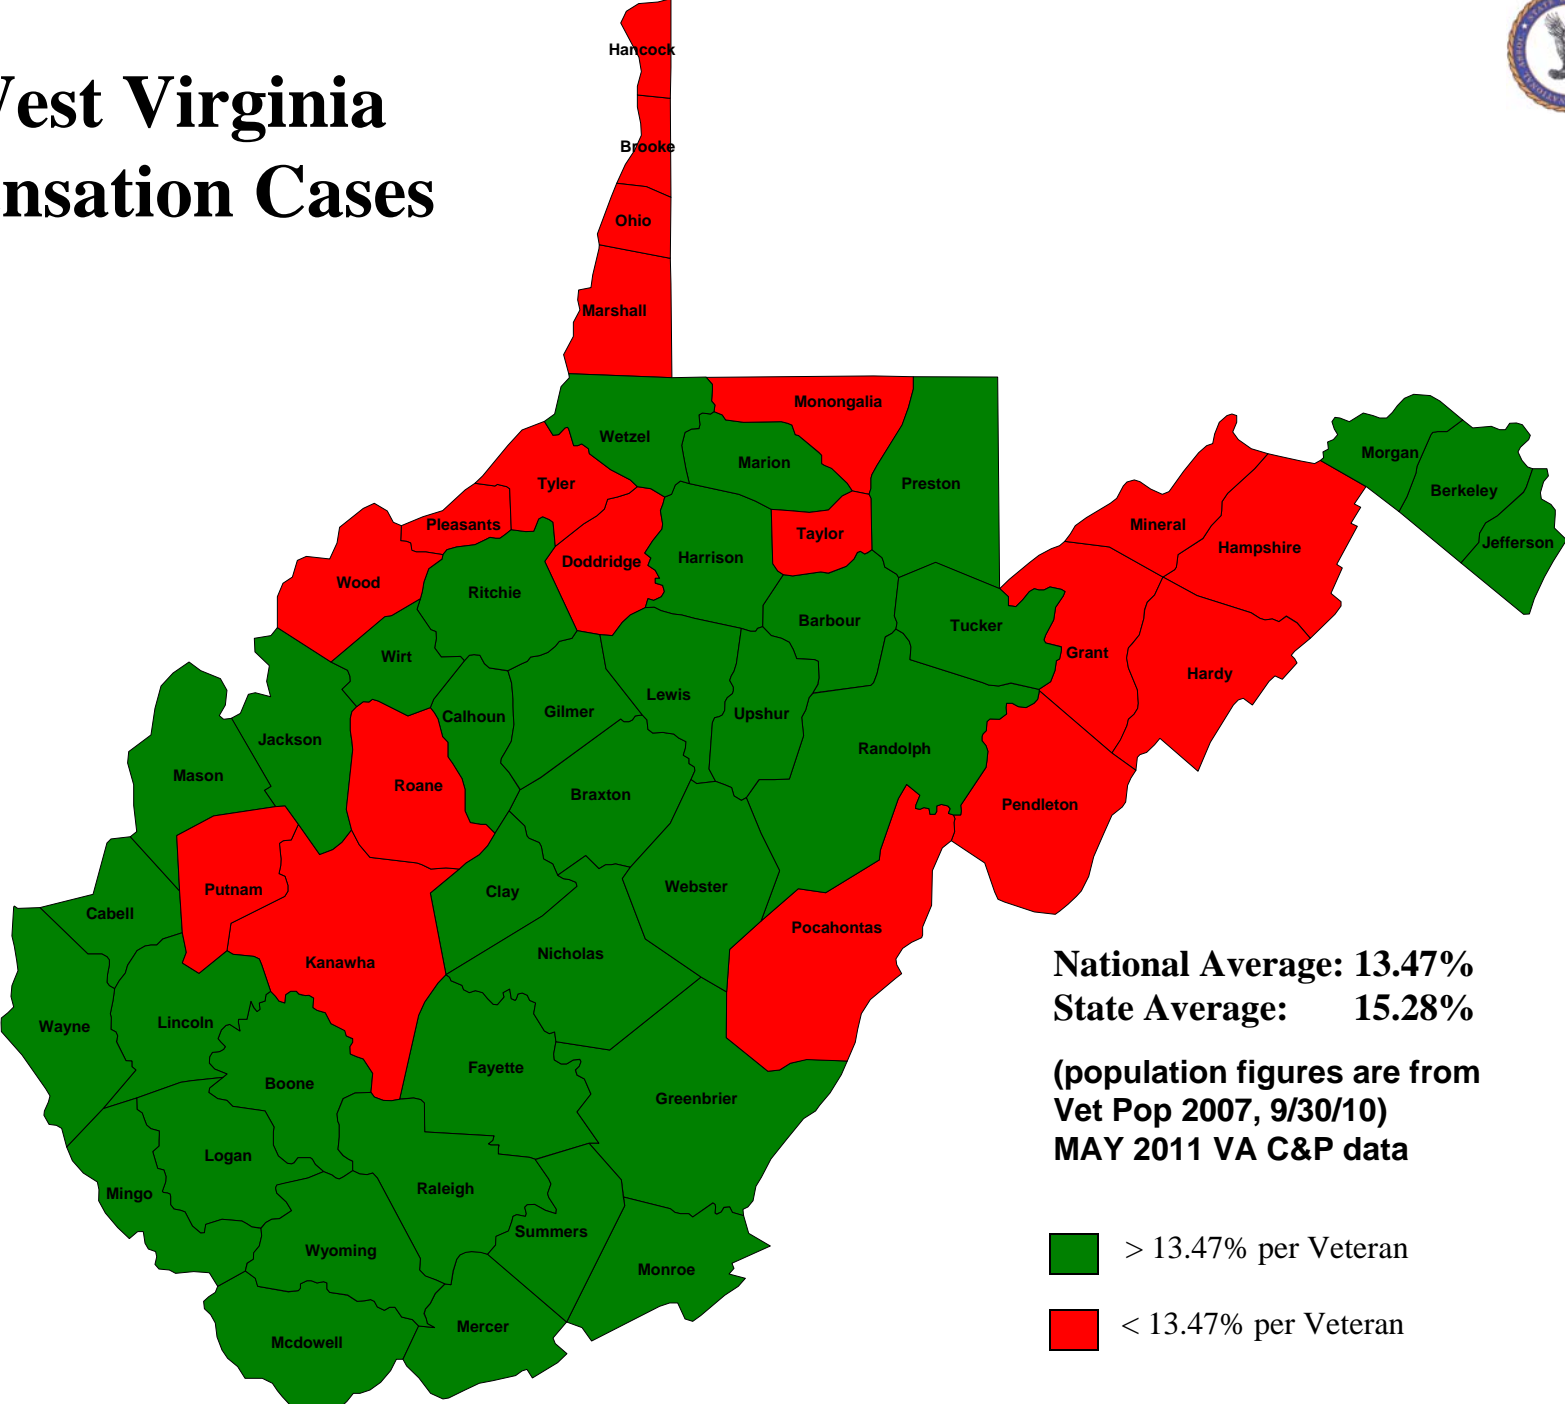 West Virginia
nsation Cases
Hancock
Brooke
Ohio
Marshall
Monongalia
Wetzel
Marion
Preston
Tyler
Pleasants
Taylor
Doddridge
Harrison
Wood
Ritchie
Barbour
Tucker
Wirt
Morgan
Berkeley
Jefferson
Mineral
Hampshire
Grant
Hardy
Lewis
Upshur
Gilmer
Calhoun
Jackson
Randolph
Mason
Roane
Braxton
Pendleton
Putnam
Clay
Webster
Cabell
Pocahontas
Nicholas
Kanawha
Wayne
Lincoln
Fayette
Boone
Greenbrier
Logan
Mingo
Raleigh
Summers
Wyoming
Monroe
Mercer
Mcdowell
National Average: 13.47%
State Average: 15.28%
(population figures are from
Vet Pop 2007, 9/30/10)
MAY 2011 VA C&P data
> 13.47% per Veteran
< 13.47% per Veteran